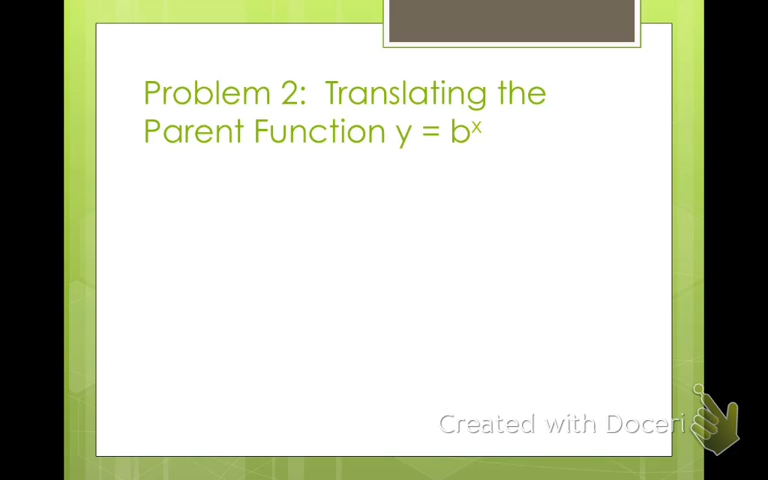 Problem 2:  Translating the
Parent Function y = bˣ
Created with Doceri